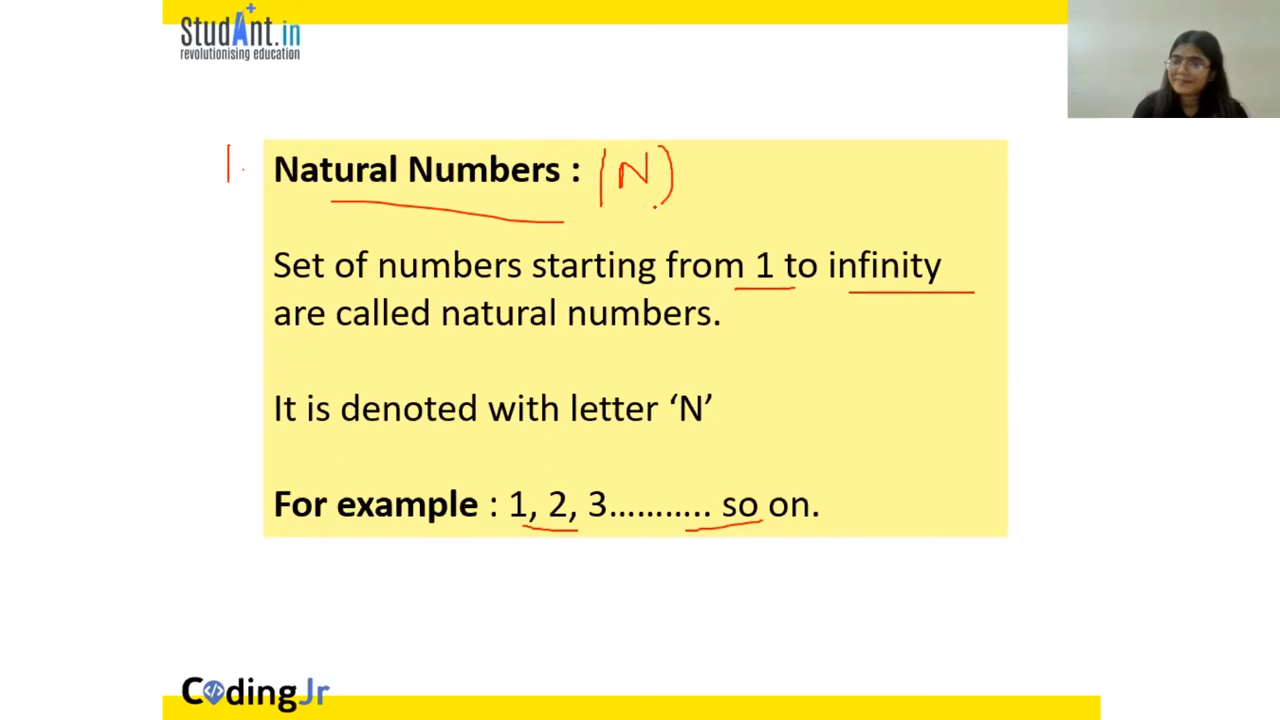 StudAnt.in
revolutionising education
1. Natural Numbers : (N)
Set of numbers starting from 1 to infinity
are called natural numbers.
It is denoted with letter ‘N’
For example : 1, 2, 3……….. so on.
CodingJr